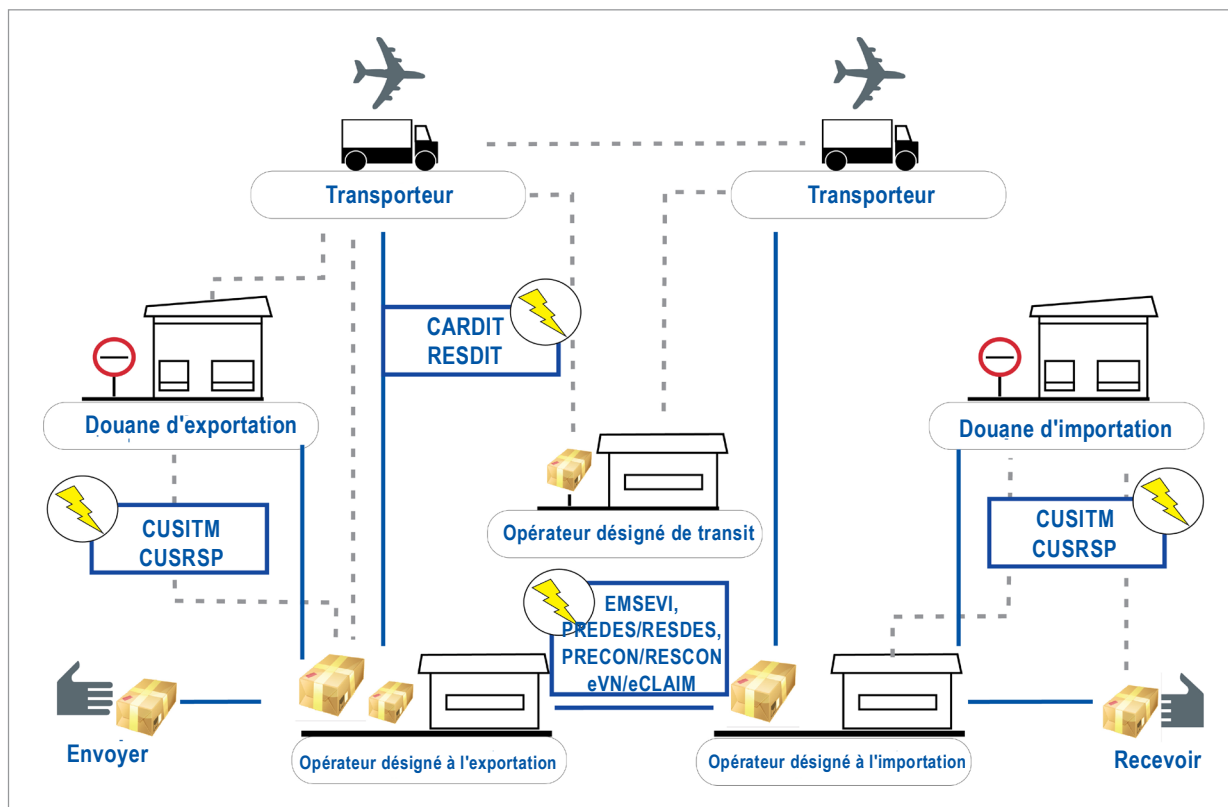 Transporteur
Transporteur
CARDIT
RESDIT
Douane d'exportation
Douane d'importation
CUSITM
CUSRSP
Opérateur désigné de transit
CUSITM
CUSRSP
EMSEVI,
PREDES/RESDES,
PRECON/RESCON
eVN/eCLAIM
Envoyer
Opérateur désigné à l'exportation
Opérateur désigné à l'importation
Recevoir